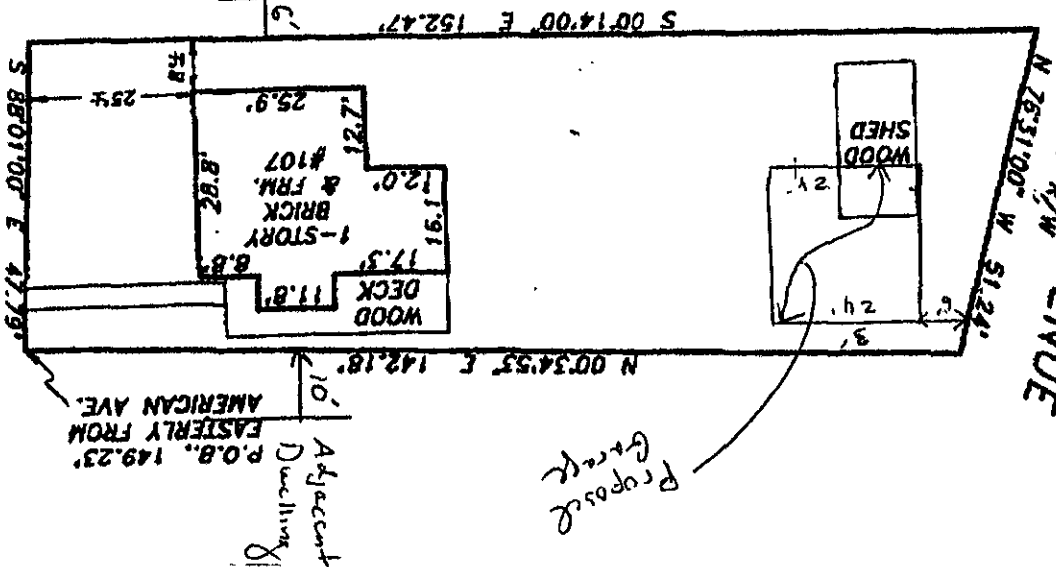 Proposed
Garage
Adjacent
Dwelling
10'
P.O.B., 149.23'
EASTERLY FROM
AMERICAN AVE.
N 00°34'53" E 142.18'
3'
6'
24'
24'
WOOD
SHED
WOOD
DECK
11.8'
17.3'
8.8'
1-STORY
BRICK
& FRM.
#107
16.1
12.0'
12.7'
25.9'
28.8'
25'±
S 88°01'00" E 47.79'
N 76°31'00" W 51.24'
R/W
ENUE
S 00°14'00" E 152.47'
6'